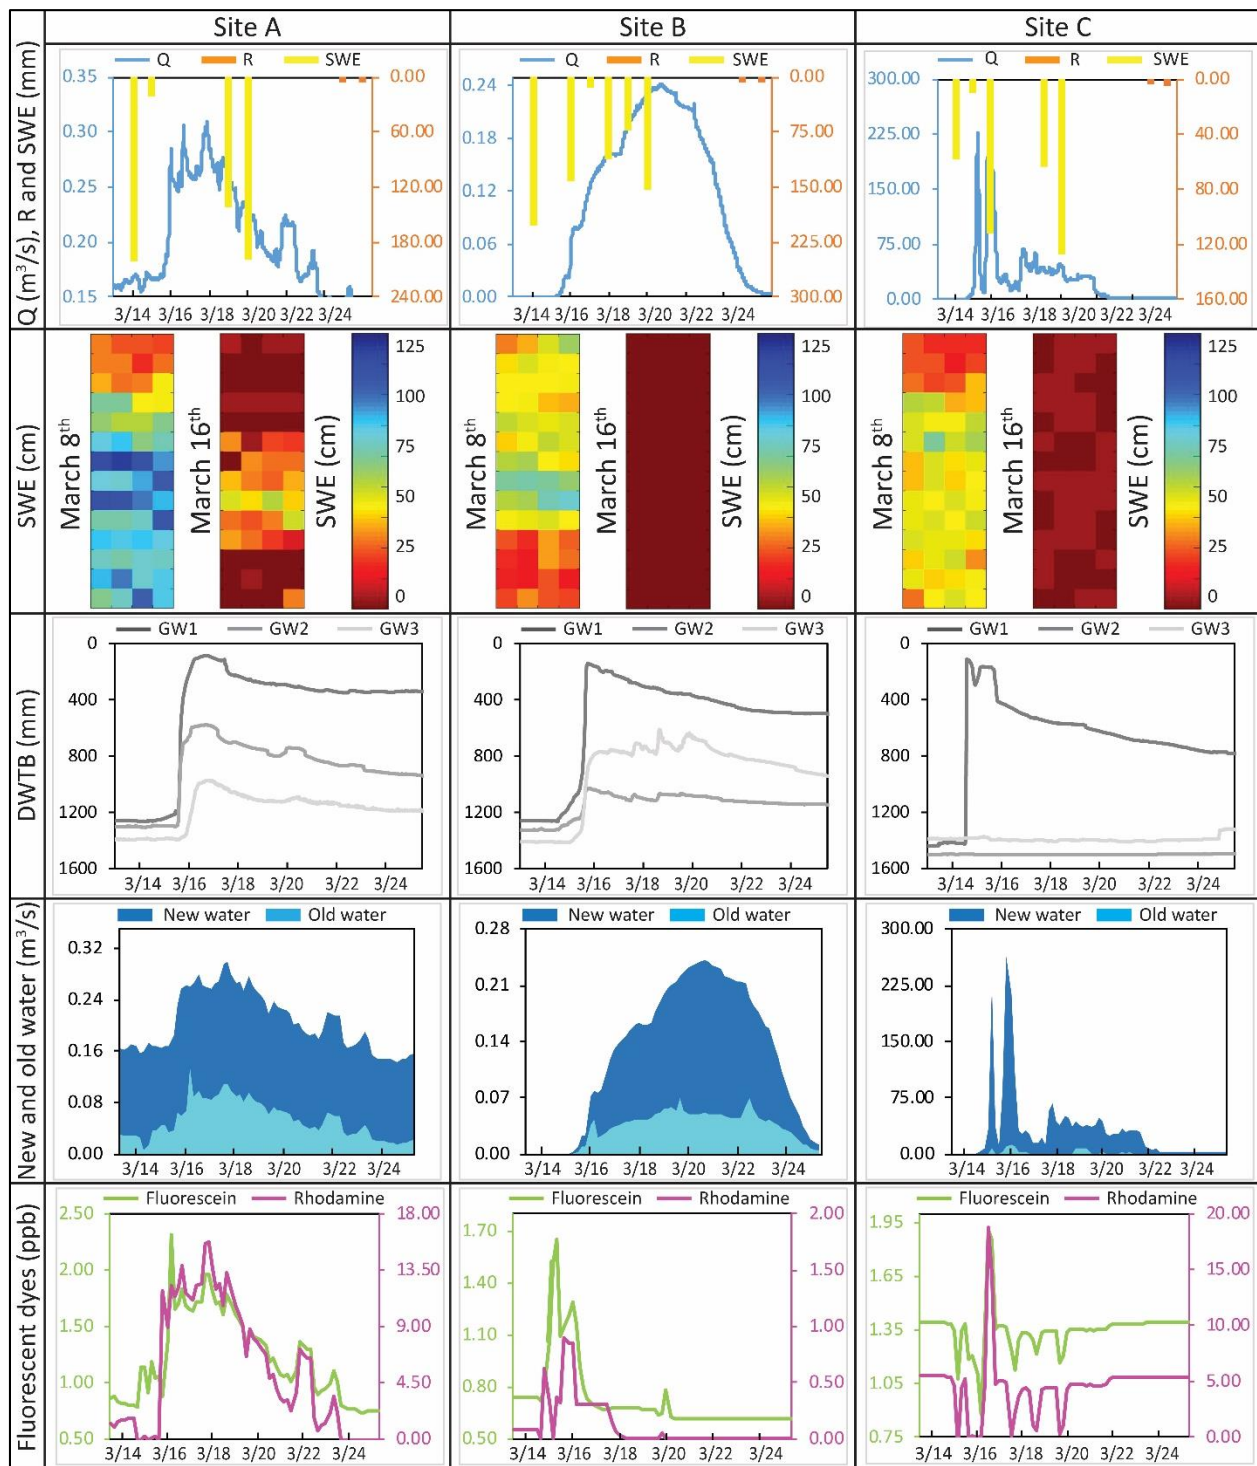 Site A Site B Site C
Q (m³/s), R and SWE (mm)
Q R SWE
0.35 0.30 0.25 0.20 0.15
0.00 60.00 120.00 180.00 240.00
3/14 3/16 3/18 3/20 3/22 3/24
Q R SWE
0.24 0.18 0.12 0.06 0.00
0.00 75.00 150.00 225.00 300.00
3/14 3/16 3/18 3/20 3/22 3/24
Q R SWE
300.00 225.00 150.00 75.00 0.00
0.00 40.00 80.00 120.00 160.00
3/14 3/16 3/18 3/20 3/22 3/24
SWE (cm)
March 8th March 16th SWE (cm)
125 100 75 50 25 0
March 8th March 16th SWE (cm)
125 100 75 50 25 0
March 8th March 16th SWE (cm)
125 100 75 50 25 0
DWTB (mm)
GW1 GW2 GW3
0 400 800 1200 1600
3/14 3/16 3/18 3/20 3/22 3/24
GW1 GW2 GW3
0 400 800 1200 1600
3/14 3/16 3/18 3/20 3/22 3/24
GW1 GW2 GW3
0 400 800 1200 1600
3/14 3/16 3/18 3/20 3/22 3/24
New and old water (m³/s)
New water Old water
0.32 0.24 0.16 0.08 0.00
3/14 3/16 3/18 3/20 3/22 3/24
New water Old water
0.28 0.21 0.14 0.07 0.00
3/14 3/16 3/18 3/20 3/22 3/24
New water Old water
300.00 225.00 150.00 75.00 0.00
3/14 3/16 3/18 3/20 3/22 3/24
Fluorescent dyes (ppb)
Fluorescein Rhodamine
2.50 2.00 1.50 1.00 0.50
18.00 13.50 9.00 4.50 0.00
3/14 3/16 3/18 3/20 3/22 3/24
Fluorescein Rhodamine
1.70 1.40 1.10 0.80 0.50
2.00 1.50 1.00 0.50 0.00
3/14 3/16 3/18 3/20 3/22 3/24
Fluorescein Rhodamine
1.95 1.65 1.35 1.05 0.75
20.00 15.00 10.00 5.00 0.00
3/14 3/16 3/18 3/20 3/22 3/24